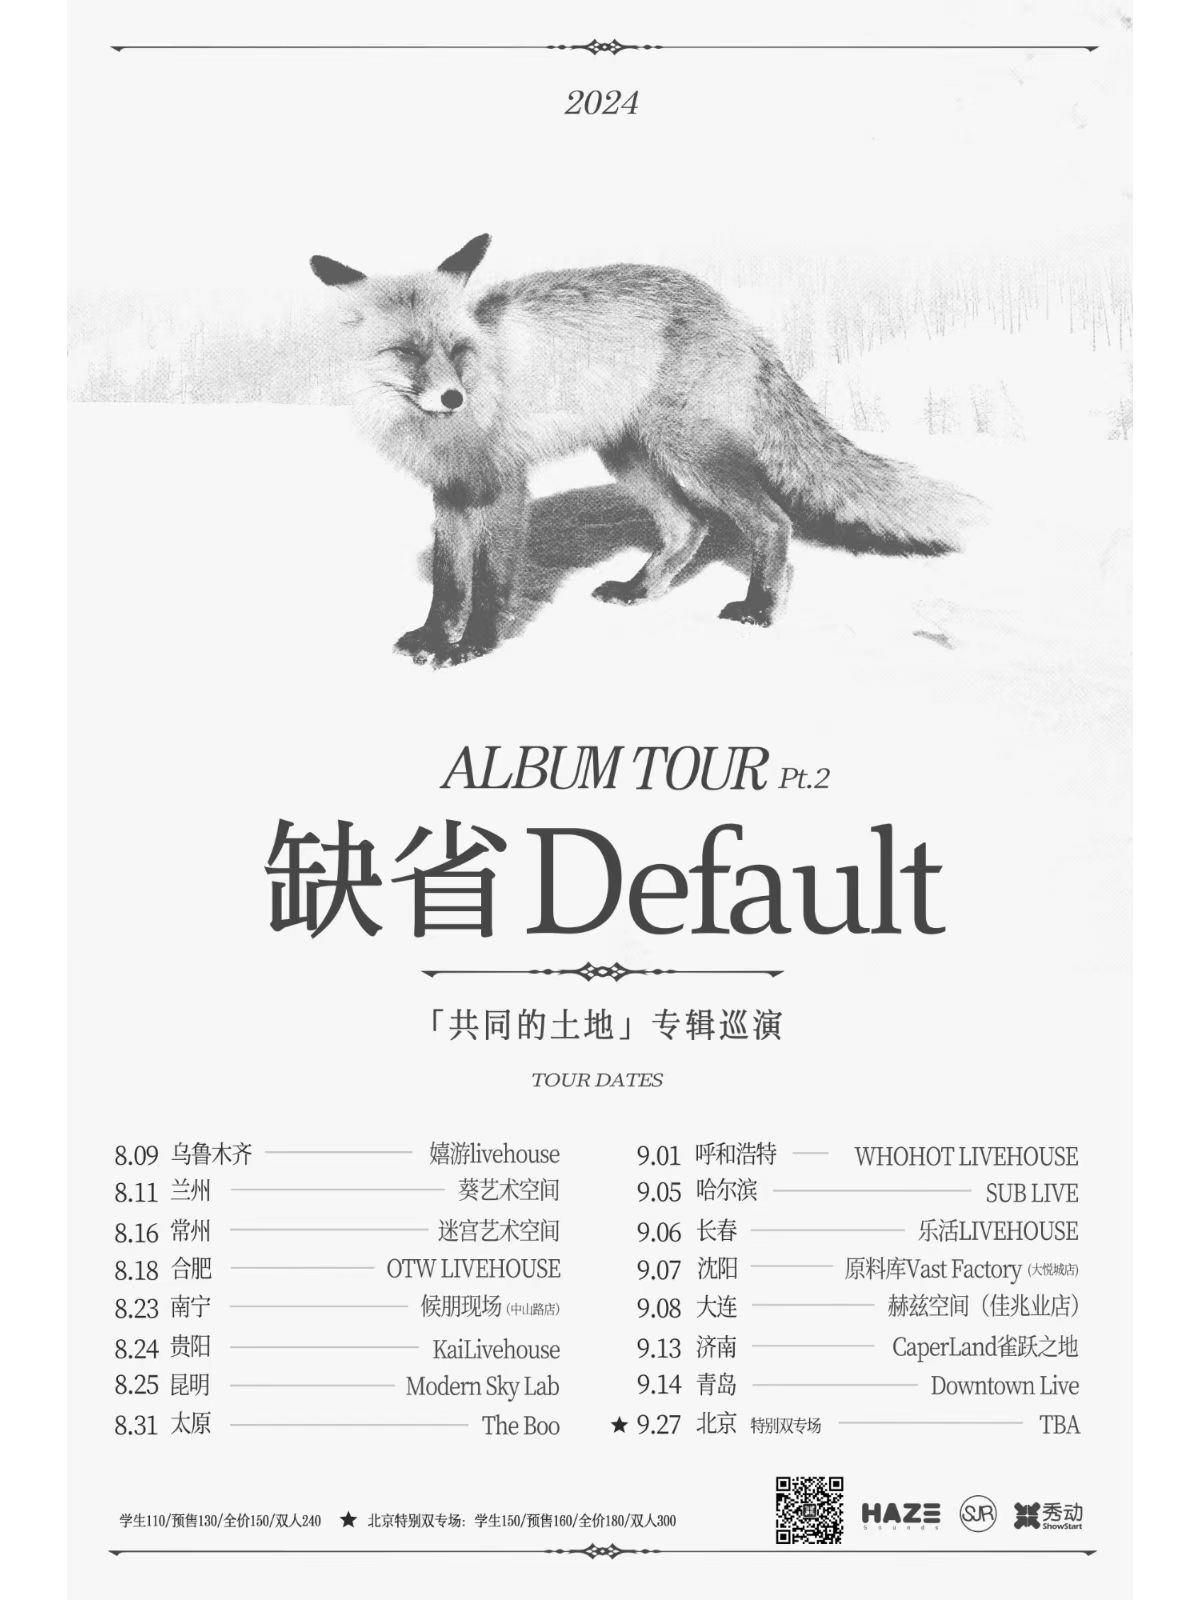 2024
ALBUM TOUR Pt.2
缺省Default
「共同的土地」专辑巡演
TOUR DATES
8.09 乌鲁木齐 嬉游livehouse
8.11 兰州 葵艺术空间
8.16 常州 迷宫艺术空间
8.18 合肥 OTW LIVEHOUSE
8.23 南宁 候朋现场 (中山路店)
8.24 贵阳 KaiLivehouse
8.25 昆明 Modern Sky Lab
8.31 太原 The Boo
9.01 呼和浩特 WHOHOT LIVEHOUSE
9.05 哈尔滨 SUB LIVE
9.06 长春 乐活LIVEHOUSE
9.07 沈阳 原料库Vast Factory (大悦城店)
9.08 大连 赫兹空间（佳兆业店）
9.13 济南 CaperLand雀跃之地
9.14 青岛 Downtown Live
★ 9.27 北京 特别双专场 TBA
学生110/预售130/全价150/双人240 ★ 北京特别双专场：学生150/预售160/全价180/双人300
HAZE
Sounds
SJR
秀动
ShowStart